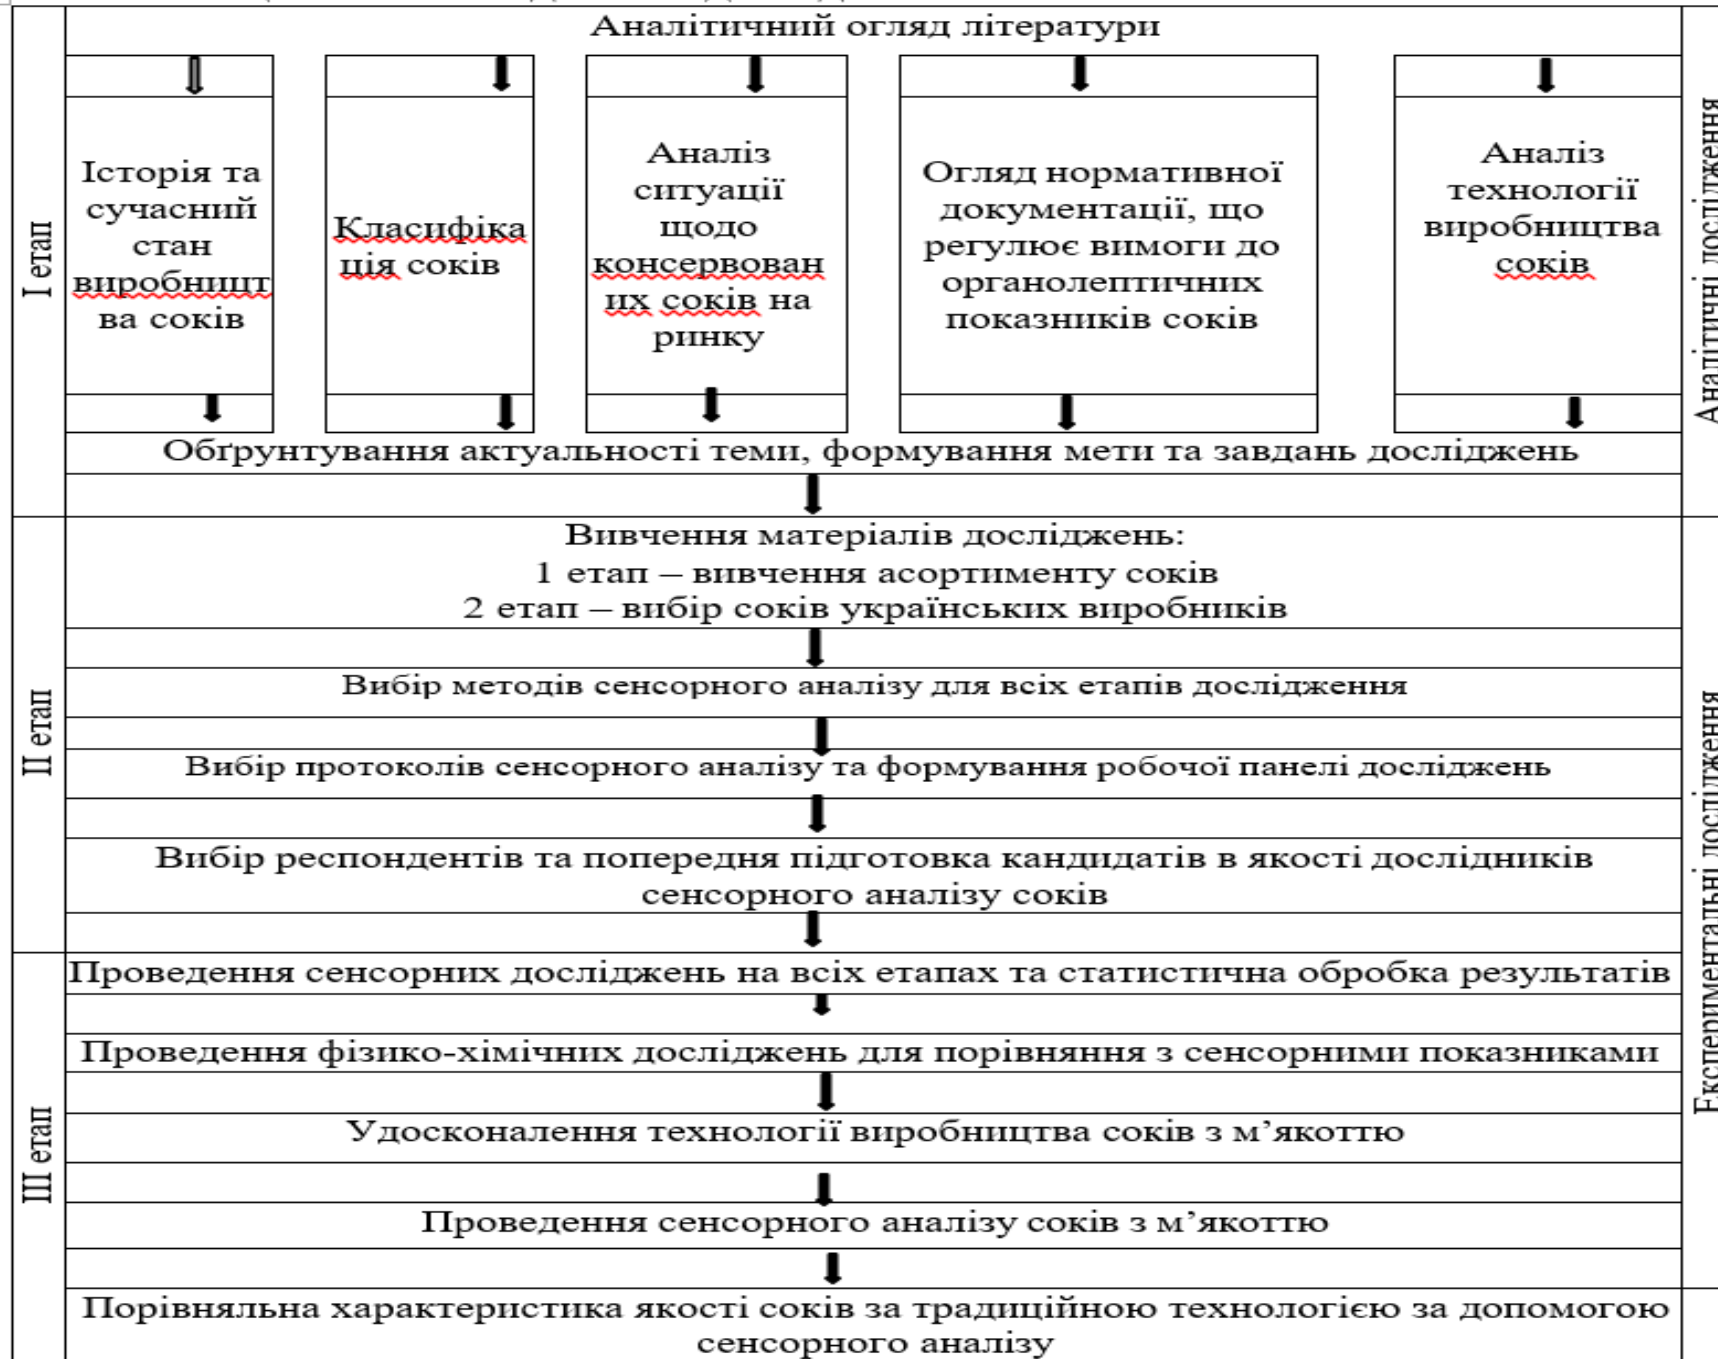 Аналітичний огляд літератури
І етап
Історія та
сучасний
стан
виробницт
ва соків
Класифіка
ція соків
Аналіз
ситуації
щодо
консервован
их соків на
ринку
Огляд нормативної
документації, що
регулює вимоги до
органолептичних
показників соків
Аналіз
технології
виробництва
соків
Аналітичні дослідження
Обґрунтування актуальності теми, формування мети та завдань досліджень
ІІ етап
Вивчення матеріалів досліджень:
1 етап – вивчення асортименту соків
2 етап – вибір соків українських виробників
Вибір методів сенсорного аналізу для всіх етапів дослідження
Вибір протоколів сенсорного аналізу та формування робочої панелі досліджень
Вибір респондентів та попередня підготовка кандидатів в якості дослідників
сенсорного аналізу соків
Експериментальні дослідження
ІІІ етап
Проведення сенсорних досліджень на всіх етапах та статистична обробка результатів
Проведення фізико-хімічних досліджень для порівняння з сенсорними показниками
Удосконалення технології виробництва соків з м’якоттю
Проведення сенсорного аналізу соків з м’якоттю
Порівняльна характеристика якості соків за традиційною технологією за допомогою
сенсорного аналізу